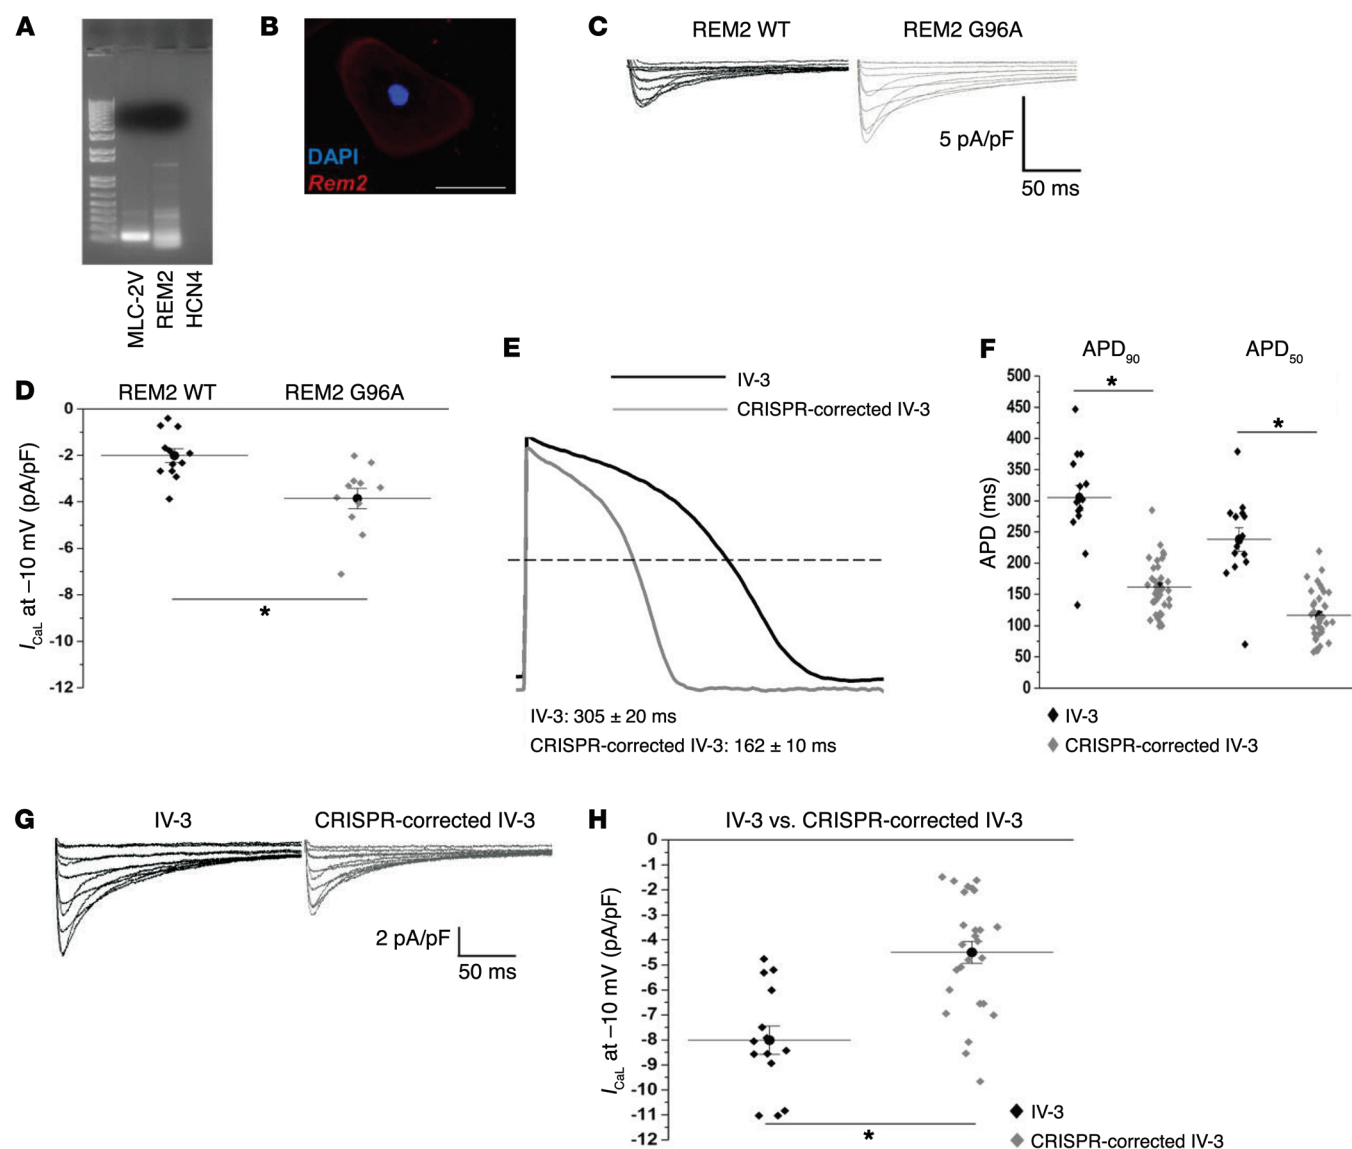 A
MLC-2V
REM2
HCN4
B
DAPI
Rem2
C
REM2 WT
REM2 G96A
5 pA/pF
50 ms
D
REM2 WT
REM2 G96A
0
-2
-4
-6
-8
-10
-12
I CaL at –10 mV (pA/pF)
*
E
IV-3
CRISPR-corrected IV-3
IV-3: 305 ± 20 ms
CRISPR-corrected IV-3: 162 ± 10 ms
F
APD90
APD50
*
*
500
450
400
350
300
250
200
150
100
50
0
APD (ms)
IV-3
CRISPR-corrected IV-3
G
IV-3
CRISPR-corrected IV-3
2 pA/pF
50 ms
H
IV-3 vs. CRISPR-corrected IV-3
0
-1
-2
-3
-4
-5
-6
-7
-8
-9
-10
-11
-12
I CaL at –10 mV (pA/pF)
*
IV-3
CRISPR-corrected IV-3